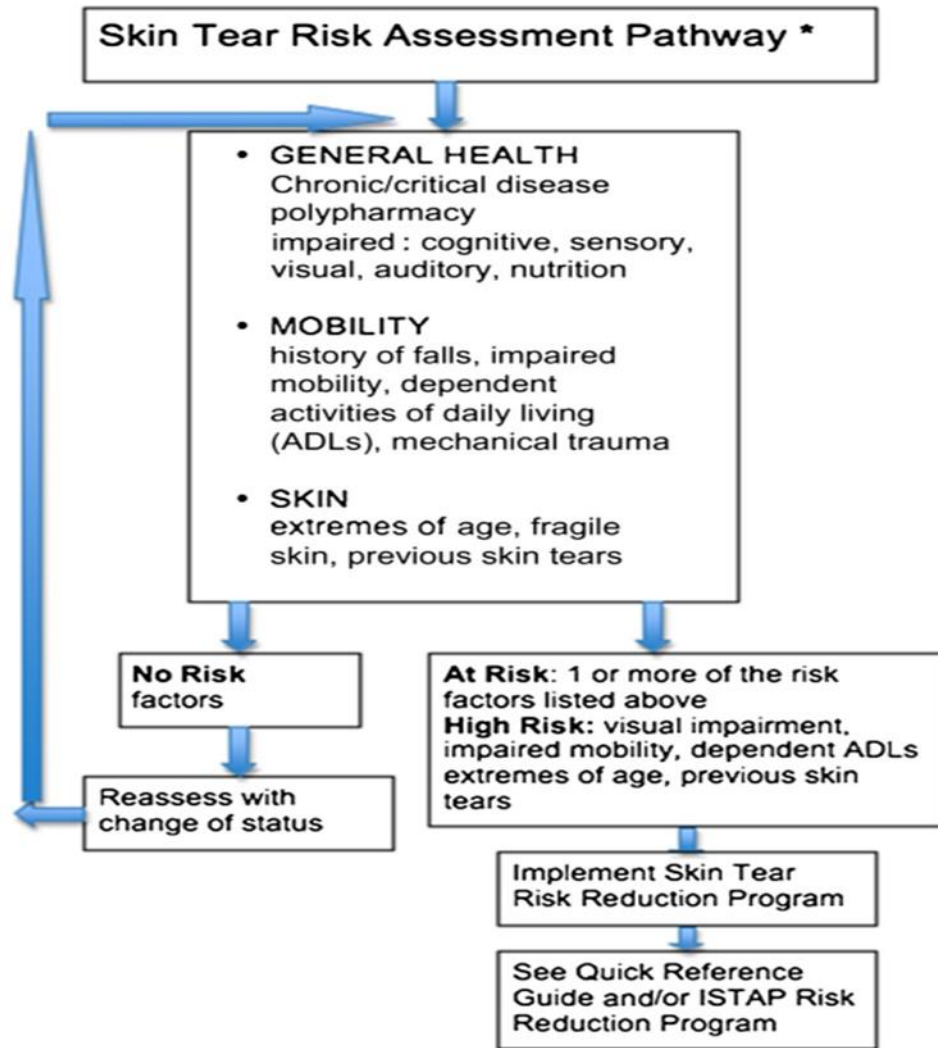 Skin Tear Risk Assessment Pathway *
• GENERAL HEALTH
Chronic/critical disease
polypharmacy
impaired : cognitive, sensory,
visual, auditory, nutrition
• MOBILITY
history of falls, impaired
mobility, dependent
activities of daily living
(ADLs), mechanical trauma
• SKIN
extremes of age, fragile
skin, previous skin tears
No Risk
factors
Reassess with
change of status
At Risk: 1 or more of the risk
factors listed above
High Risk: visual impairment,
impaired mobility, dependent ADLs
extremes of age, previous skin
tears
Implement Skin Tear
Risk Reduction Program
See Quick Reference
Guide and/or ISTAP Risk
Reduction Program